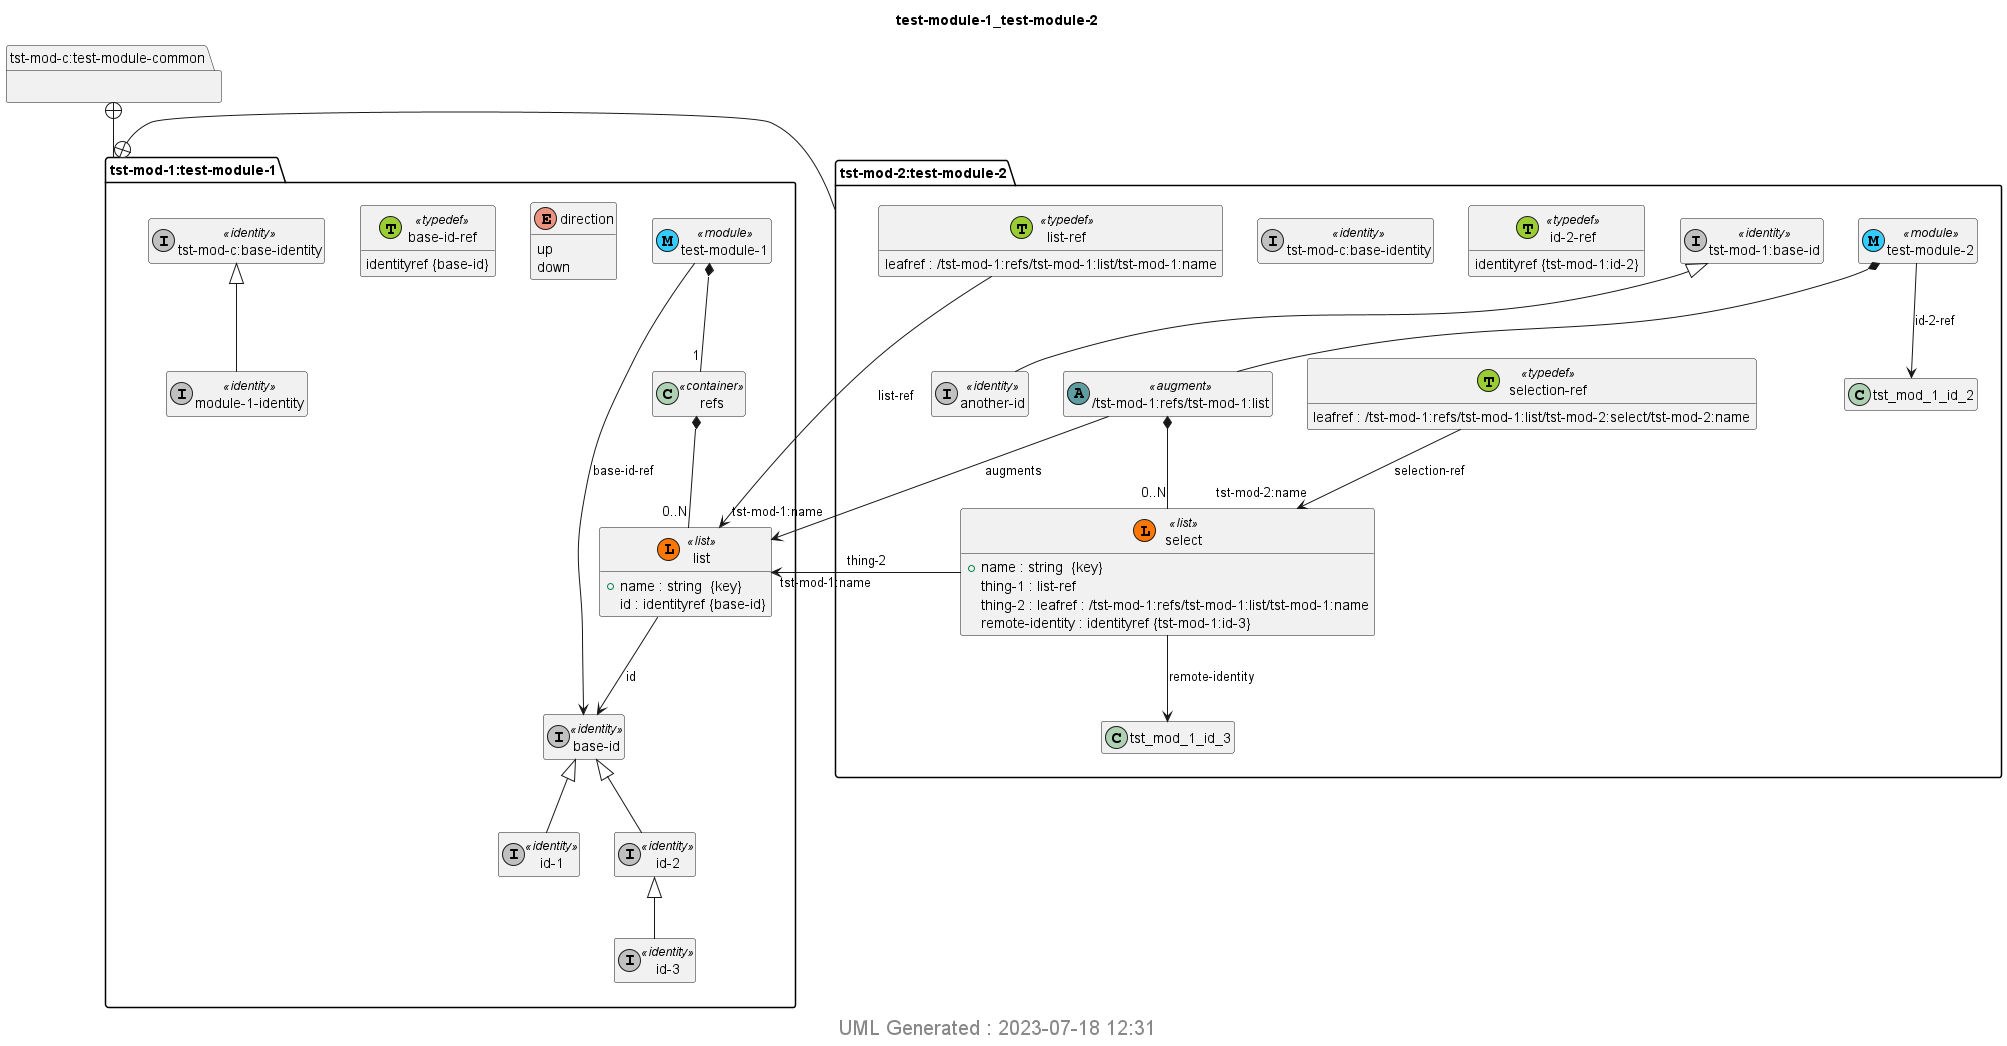 test-module-1_test-module-2
tst-mod-c:test-module-common
tst-mod-1:test-module-1
I
«identity»
tst-mod-c:base-identity
T
«typedef»
base-id-ref
identityref {base-id}
E
direction
up
down
M
«module»
test-module-1
I
«identity»
module-1-identity
1
C
«container»
refs
base-id-ref
0..N
L
«list»
list
name : string {key}
id : identityref {base-id}
id
I
«identity»
base-id
I
«identity»
id-1
I
«identity»
id-2
I
«identity»
id-3
tst-mod-2:test-module-2
T
«typedef»
list-ref
leafref : /tst-mod-1:refs/tst-mod-1:list/tst-mod-1:name
I
«identity»
tst-mod-c:base-identity
T
«typedef»
id-2-ref
identityref {tst-mod-1:id-2}
I
«identity»
tst-mod-1:base-id
M
«module»
test-module-2
id-2-ref
list-ref
I
«identity»
another-id
A
«augment»
/tst-mod-1:refs/tst-mod-1:list
T
«typedef»
selection-ref
leafref : /tst-mod-1:refs/tst-mod-1:list/tst-mod-2:select/tst-mod-2:name
C
tst_mod_1_id_2
augments
selection-ref
0..N
tst-mod-2:name
tst-mod-1:name
L
«list»
select
name : string {key}
thing-1 : list-ref
thing-2 : leafref : /tst-mod-1:refs/tst-mod-1:list/tst-mod-1:name
remote-identity : identityref {tst-mod-1:id-3}
thing-2
tst-mod-1:name
remote-identity
C
tst_mod_1_id_3
UML Generated : 2023-07-18 12:31